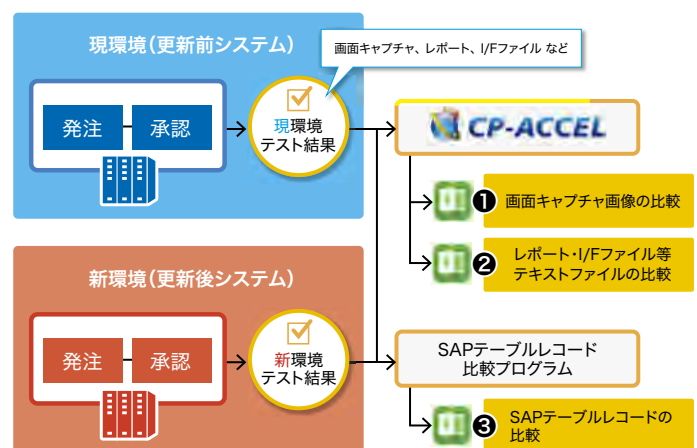 現環境（更新前システム）
画面キャプチャ、レポート、I/Fファイル など
発注
承認
現環境
テスト結果
CP-ACCEL
❶ 画面キャプチャ画像の比較
❷ レポート・I/Fファイル等
テキストファイルの比較
新環境（更新後システム）
発注
承認
新環境
テスト結果
SAPテーブルレコード
比較プログラム
❸ SAPテーブルレコードの
比較